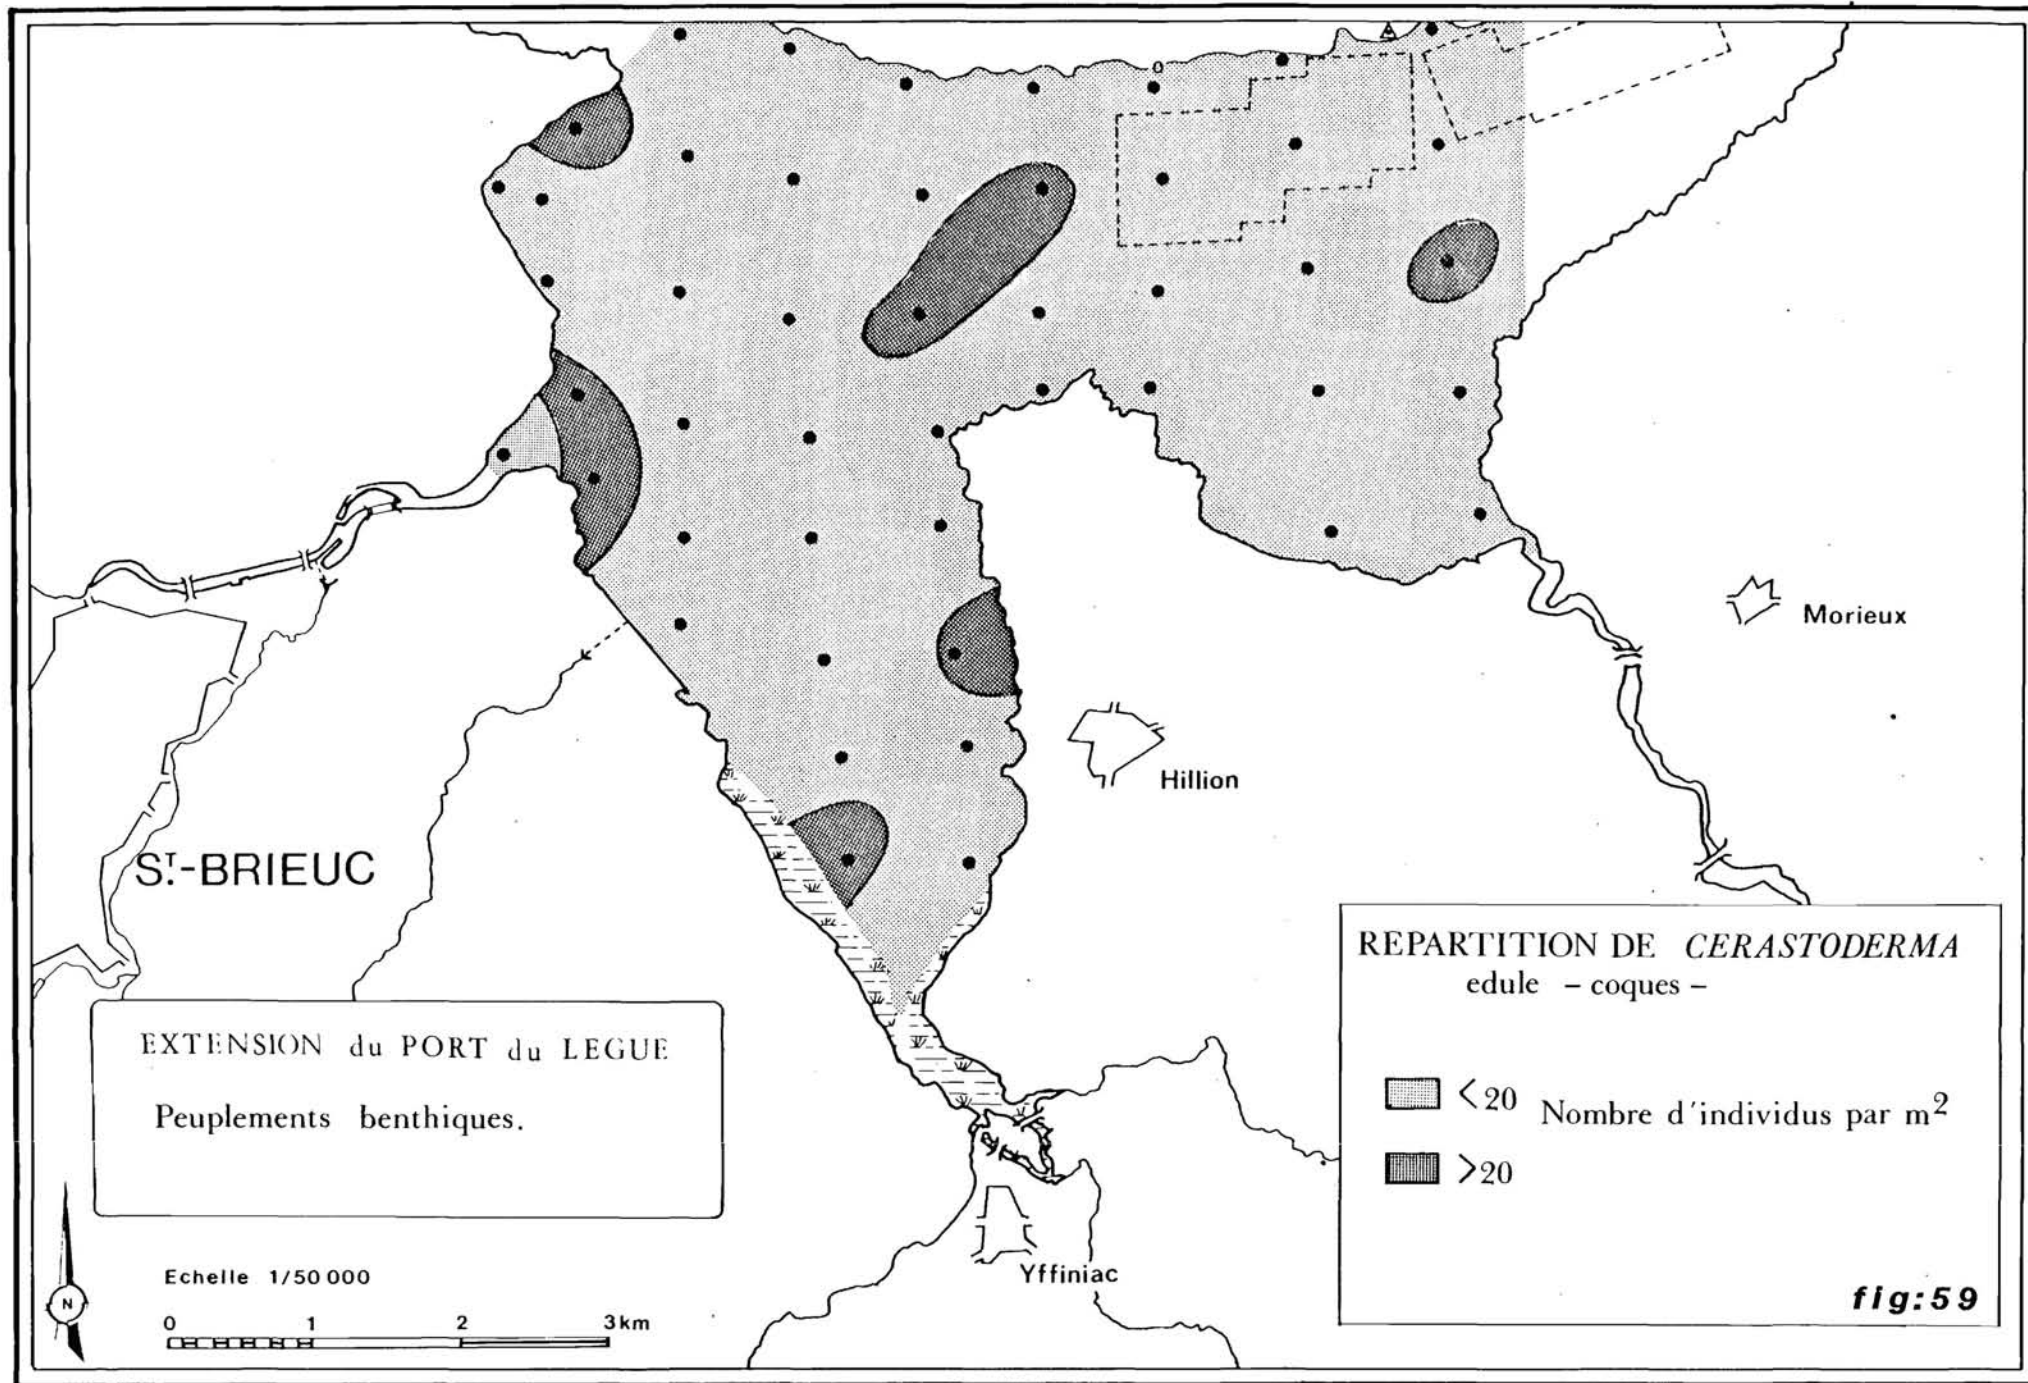 Morieux
Hillion
Sᵀ.-BRIEUC
REPARTITION DE CERASTODERMA
edule – coques –
<20 Nombre d'individus par m²
>20
fig:59
EXTENSION du PORT du LEGUE
Peuplements benthiques.
Echelle 1/50 000
0 1 2 3km
N
Yffiniac